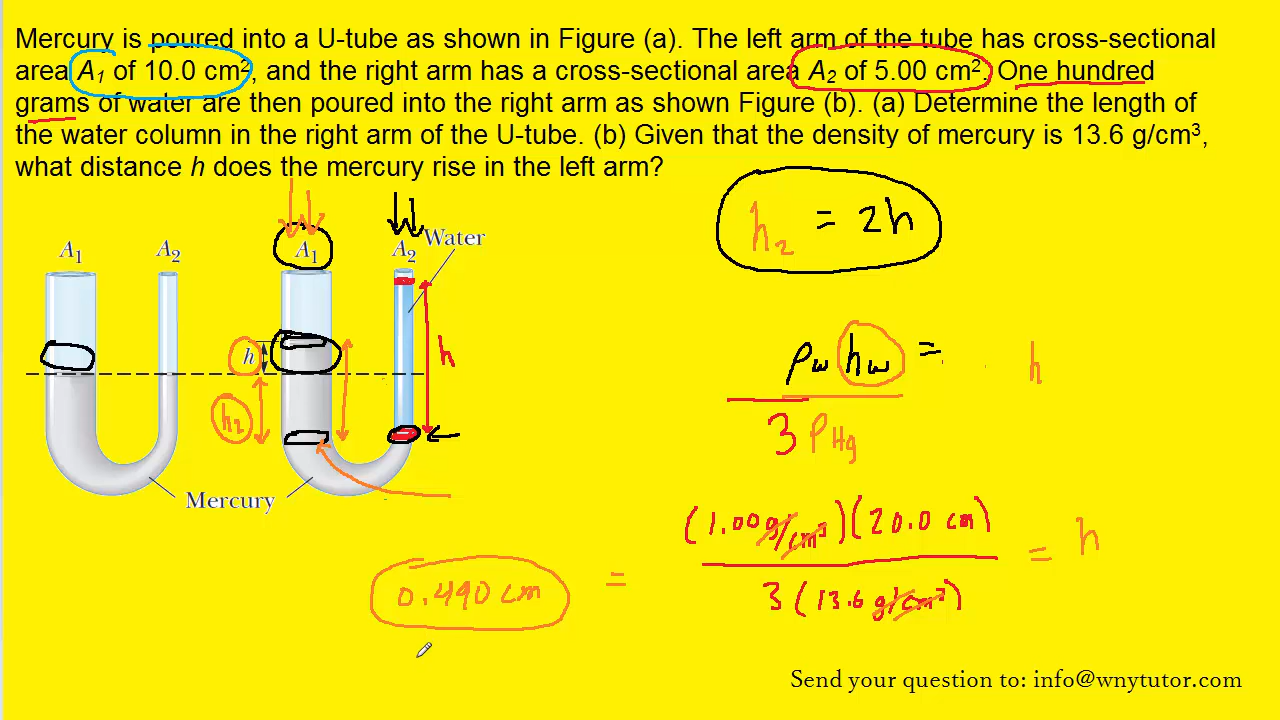 Mercury is poured into a U-tube as shown in Figure (a). The left arm of the tube has cross-sectional
area A₁ of 10.0 cm², and the right arm has a cross-sectional area A₂ of 5.00 cm². One hundred
grams of water are then poured into the right arm as shown Figure (b). (a) Determine the length of
the water column in the right arm of the U-tube. (b) Given that the density of mercury is 13.6 g/cm³,
what distance h does the mercury rise in the left arm?
h₂ = 2h
A₁ A₂ A₁ A₂ Water
h
h
h₂
Mercury
ρw hw = h
3 ρHg
(1.00 g/cm³)(20.0 cm)
3 (13.6 g/cm³)
= h
0.490 cm =
Send your question to: info@wnytutor.com